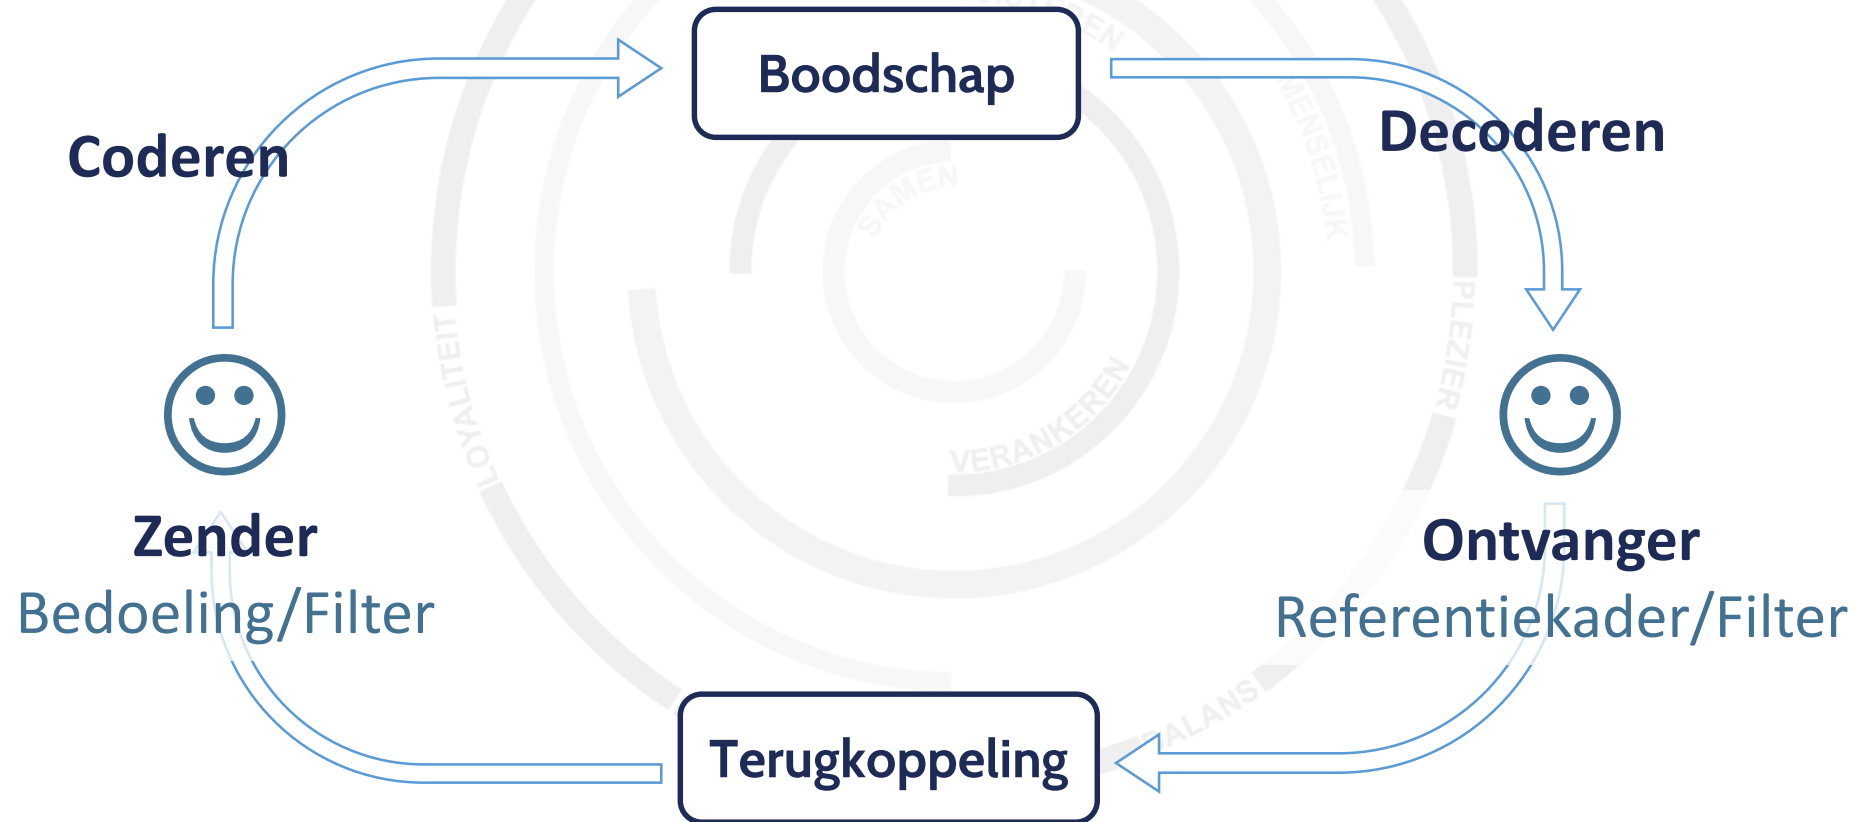 Boodschap
Coderen
Decoderen
SAMEN
MENSELIJK
LOYALITEIT
PLEZIER
VERANKEREN
Zender
Bedoeling/Filter
Ontvanger
Referentiekader/Filter
BALANS
Terugkoppeling